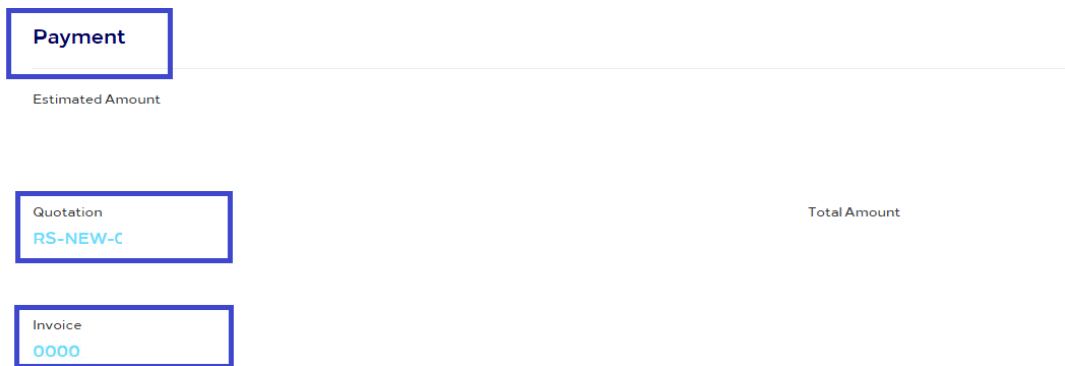 Payment
Estimated Amount
Quotation
Total Amount
RS-NEW-
Invoice
0000